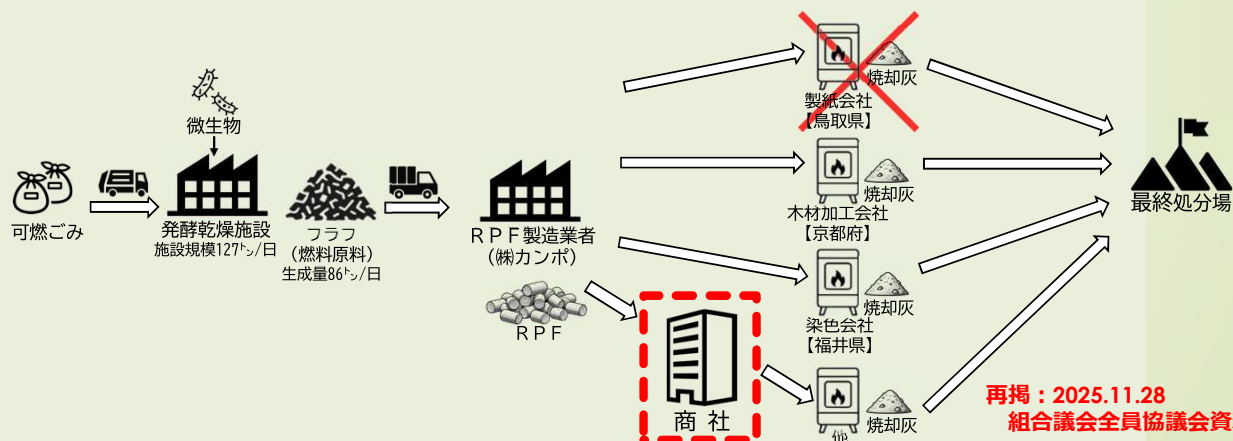 可燃ごみ
微生物
発酵乾燥施設
施設規模127㌧/日
フラフ
(燃料原料)
生成量86㌧/日
RPF製造業者
(㈱カンポ)
RPF
商 社
焼却灰
製紙会社
【鳥取県】
焼却灰
木材加工会社
【京都府】
焼却灰
染色会社
【福井県】
焼却灰
他
最終処分場
再掲:2025.11.28
組合議会全員協議会資